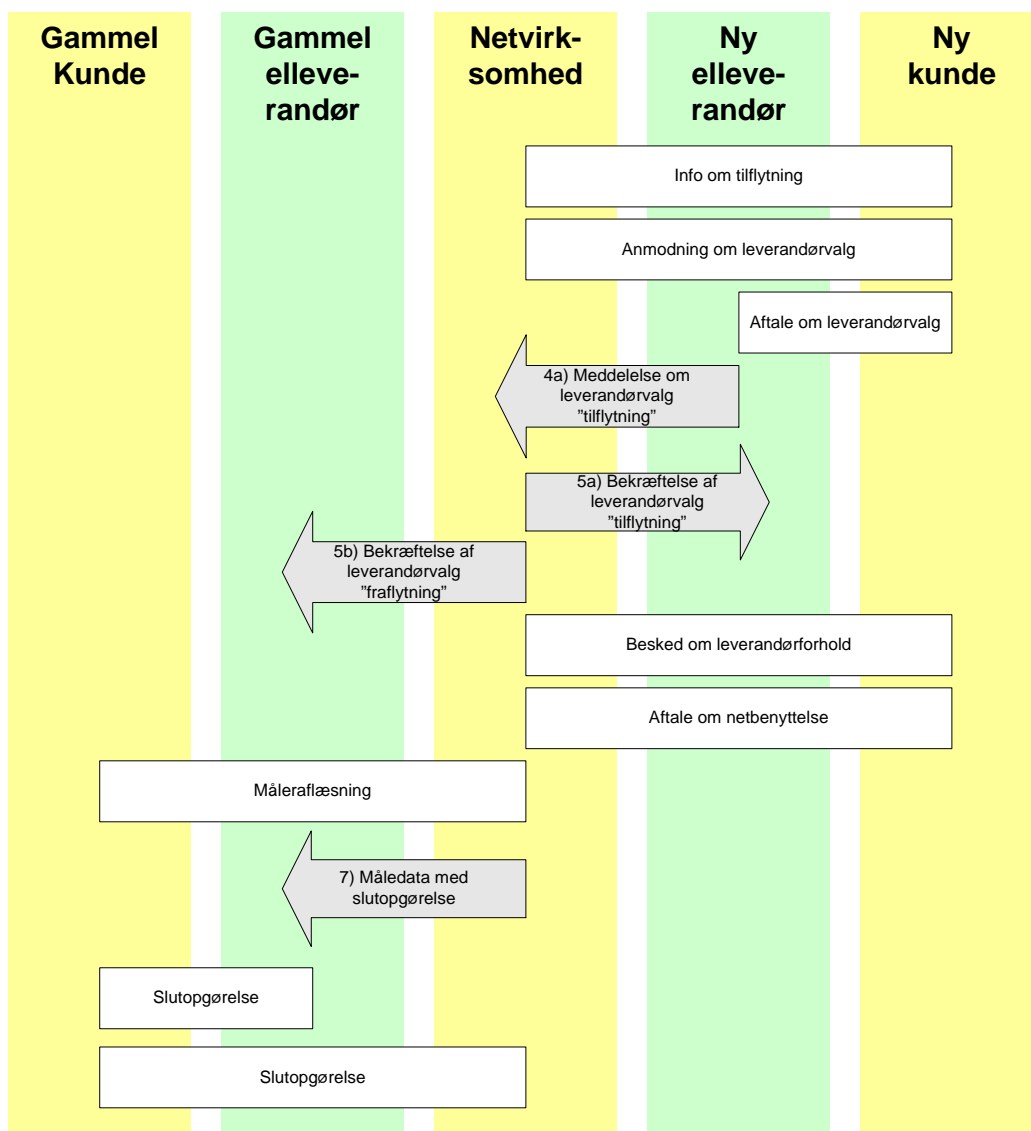 Gammel
Kunde
Gammel
elleve-
randør
Netvirk-
somhed
Ny
elleve-
randør
Ny
kunde
Info om tilflytning
Anmodning om leverandørvalg
Aftale om leverandørvalg
4a) Meddelelse om
leverandørvalg
”tilflytning”
5a) Bekræftelse af
leverandørvalg
”tilflytning”
5b) Bekræftelse af
leverandørvalg
”fraflytning”
Besked om leverandørforhold
Aftale om netbenyttelse
Måleraflæsning
7) Måledata med
slutopgørelse
Slutopgørelse
Slutopgørelse